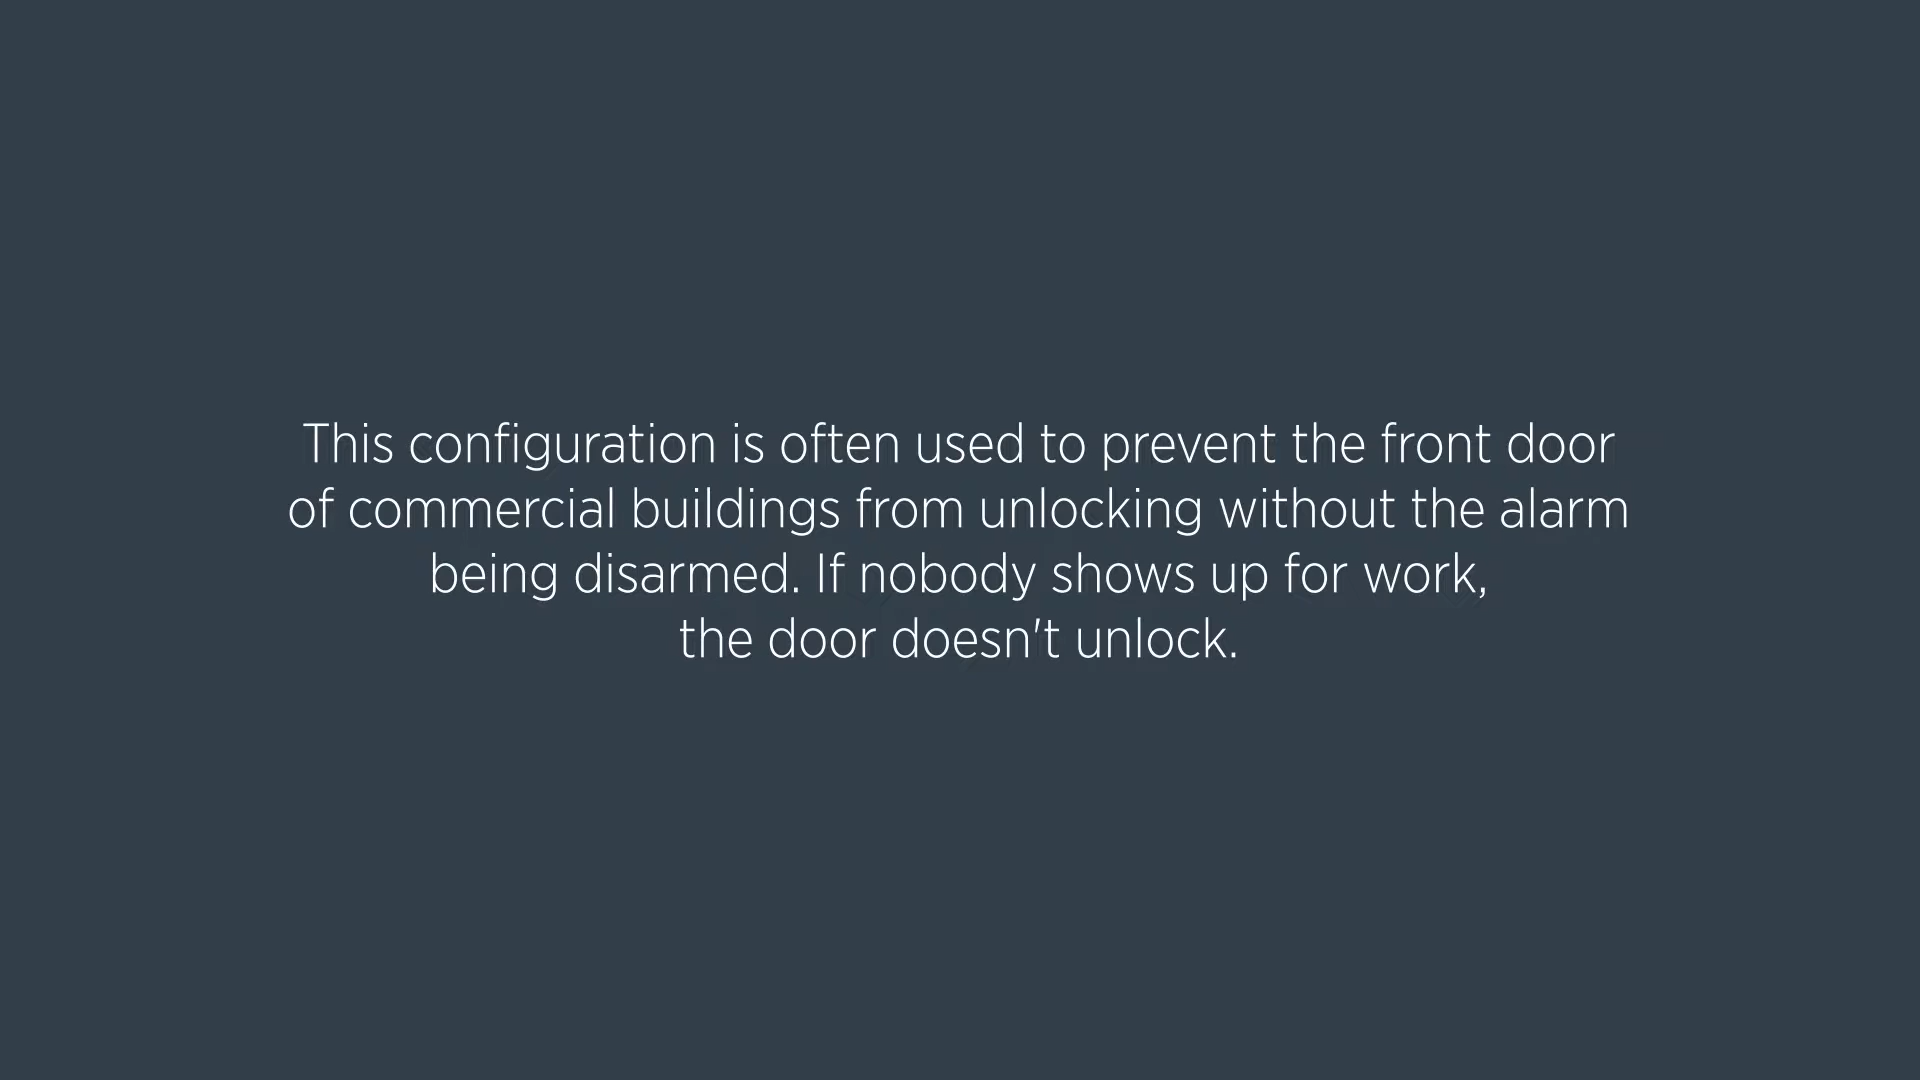 This configuration is often used to prevent the front door
of commercial buildings from unlocking without the alarm
being disarmed. If nobody shows up for work,
the door doesn't unlock.